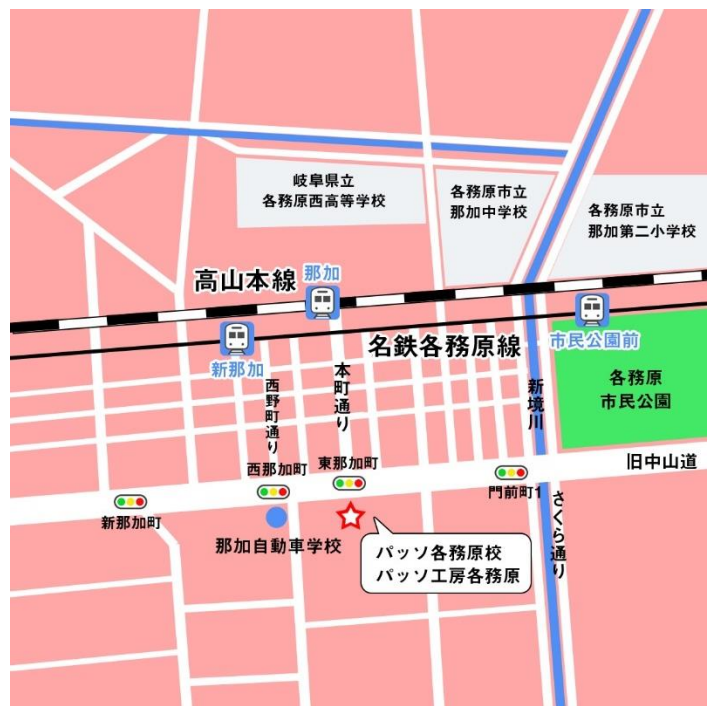 岐阜県立
各務原西高等学校
各務原市立
那加中学校
各務原市立
那加第二小学校
高山本線
那加
新那加
名鉄各務原線
市民公園前
各務原
市民公園
西野町通り
本町通り
新境川
旧中山道
西那加町
東那加町
門前町1
新那加町
那加自動車学校
さくら通り
パッソ各務原校
パッソ工房各務原